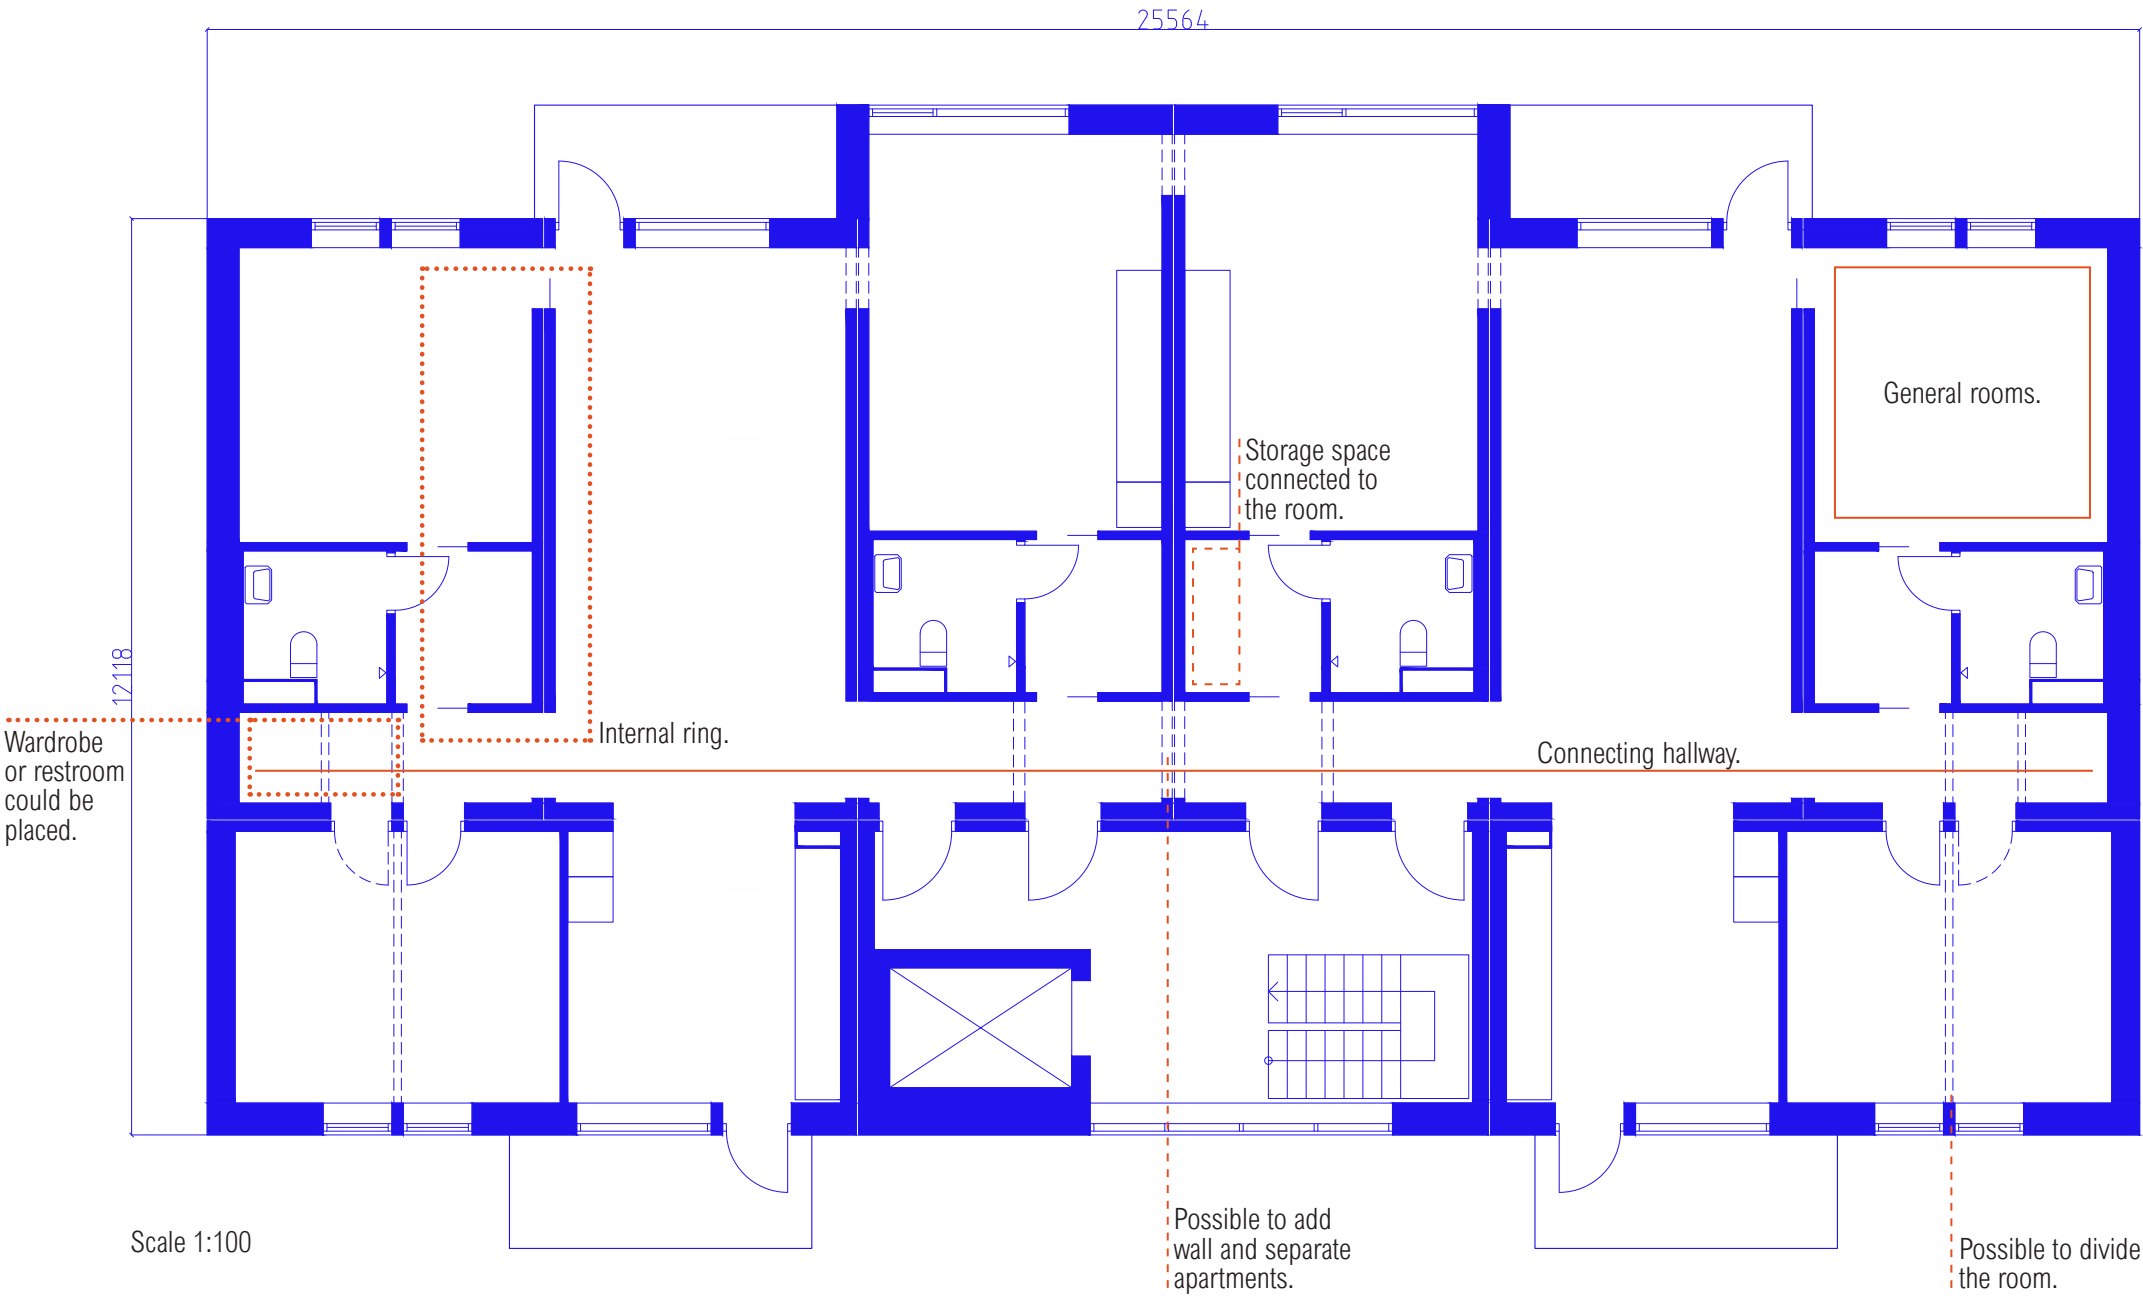 25564
General rooms.
Storage space
connected to
the room.
12118
Wardrobe
or restroom
could be
placed.
Internal ring.
Connecting hallway.
Scale 1:100
Possible to add
wall and separate
apartments.
Possible to divide
the room.